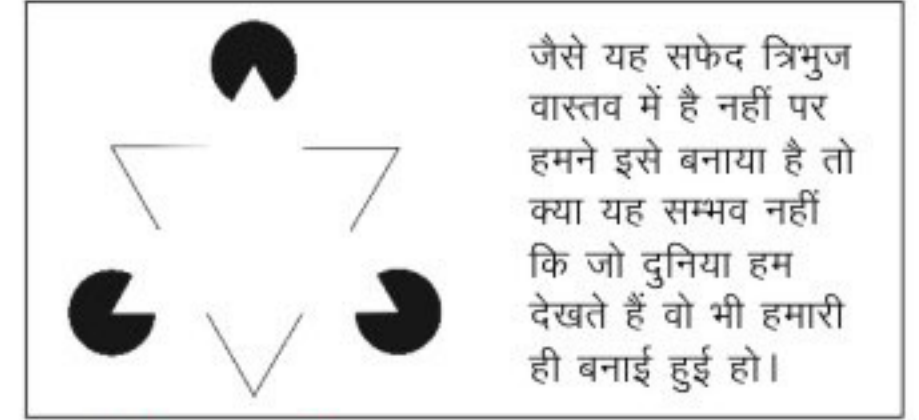 जैसे यह सफेद त्रिभुज
वास्तव में है नहीं पर
हमने इसे बनाया है तो
क्या यह सम्भव नहीं
कि जो दुनिया हम
देखते हैं वो भी हमारी
ही बनाई हुई हो।